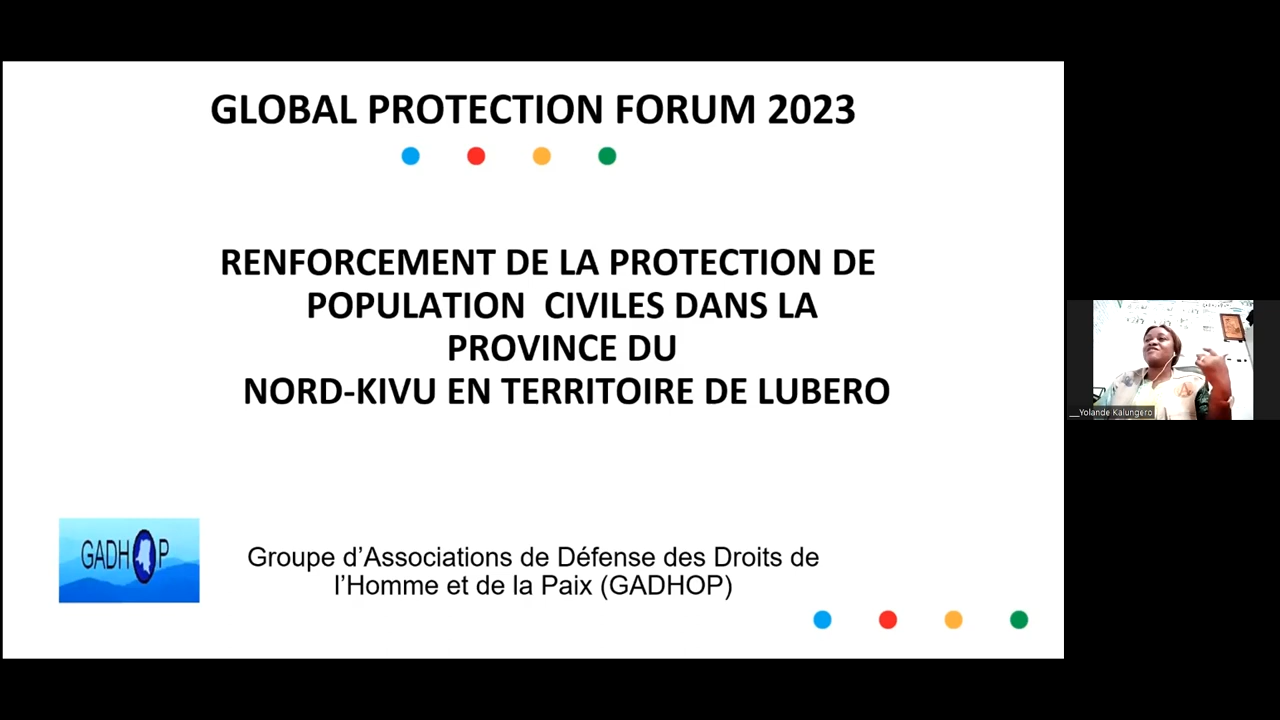 GLOBAL PROTECTION FORUM 2023
RENFORCEMENT DE LA PROTECTION DE
POPULATION CIVILES DANS LA
PROVINCE DU
NORD-KIVU EN TERRITOIRE DE LUBERO
GADHOP
Groupe d’Associations de Défense des Droits de
l’Homme et de la Paix (GADHOP)
__Yolande Kalungero